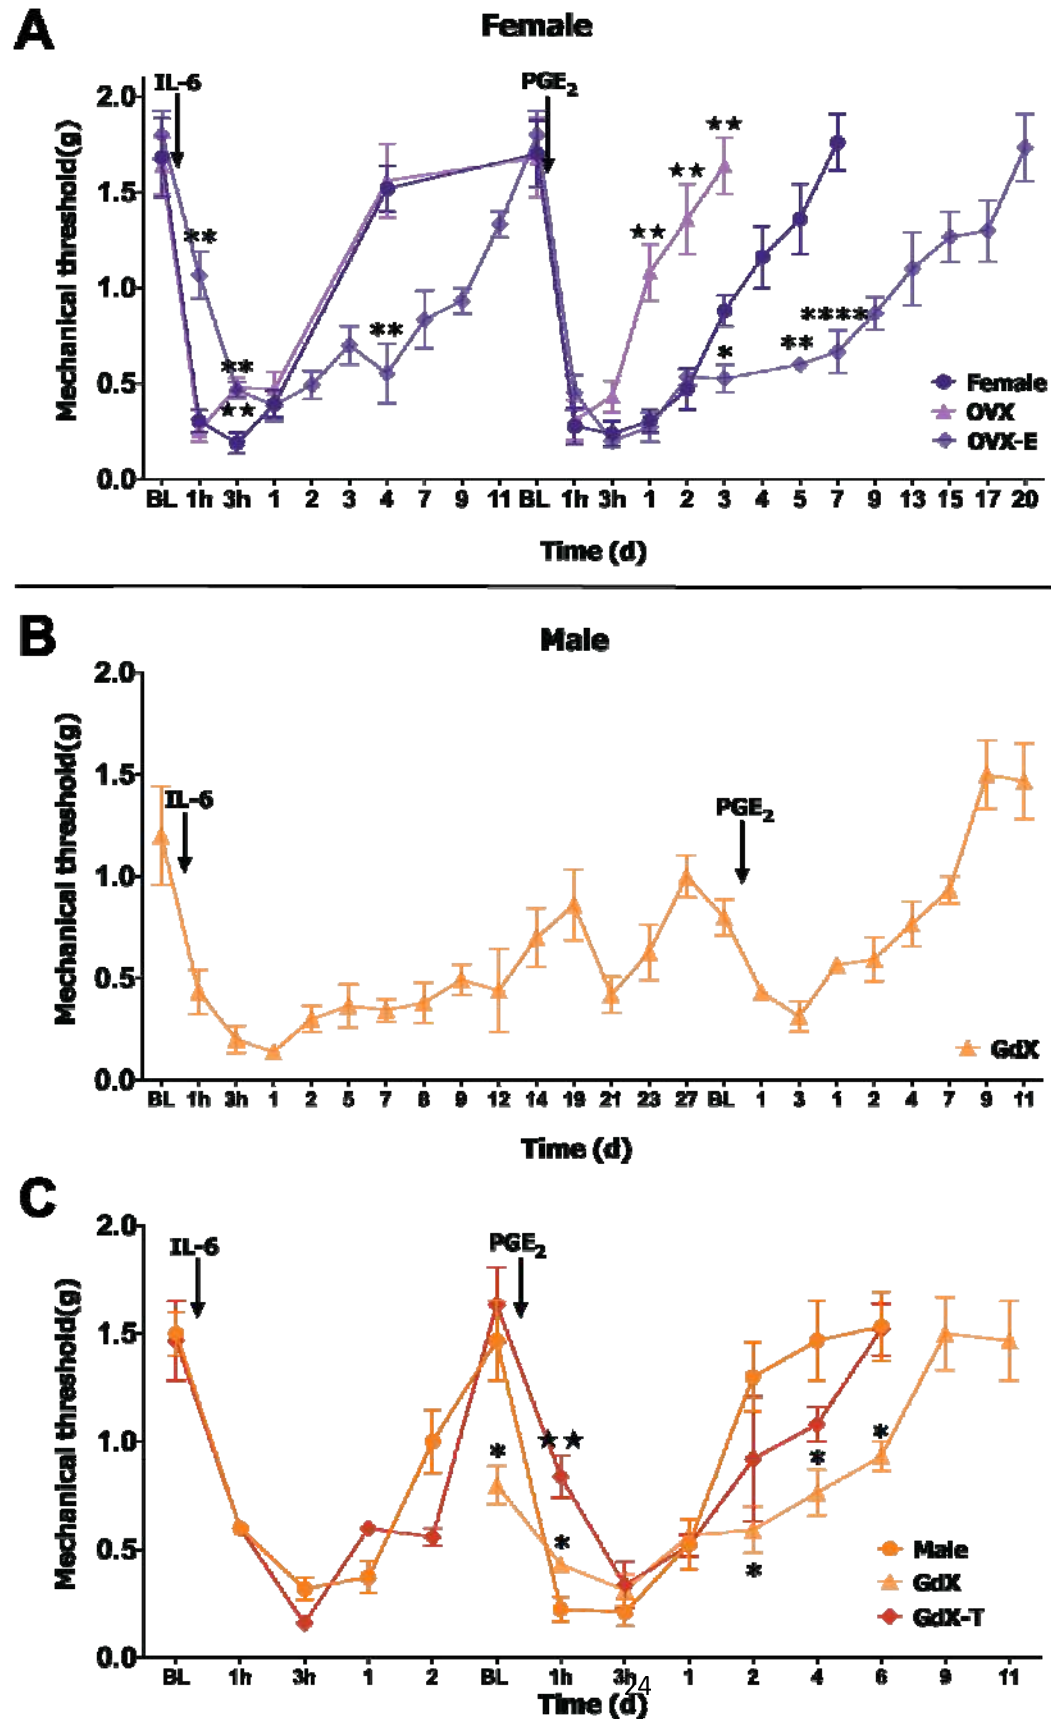 A
Female
IL-6
PGE2
Mechanical threshold(g)
2.0
1.5
1.0
0.5
0.0
** ** ★★ ** ★★ ★★ ★★ * ** ****
Female
OVX
OVX-E
BL 1h 3h 1 2 3 4 7 9 11 BL 1h 3h 1 2 3 4 5 7 9 13 15 17 20
Time (d)
B
Male
IL-6
PGE2
Mechanical threshold(g)
2.0
1.5
1.0
0.5
0.0
GdX
BL 1h 3h 1 2 5 7 8 9 12 14 19 21 23 27 BL 1 3 1 2 4 7 9 11
Time (d)
C
IL-6
PGE2
Mechanical threshold(g)
2.0
1.5
1.0
0.5
0.0
* ★★ * * * *
Male
GdX
GdX-T
BL 1h 3h 1 2 BL 1h 3h 1 2 4 6 9 11
24
Time (d)